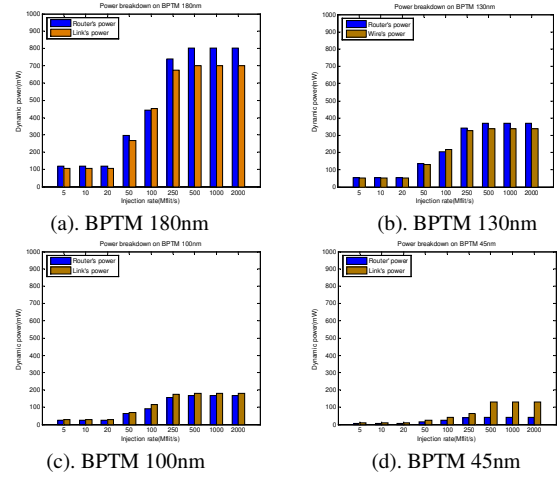 Power breakdown on BPTM 180nm
1000
900
800
700
600
500
400
300
200
100
0
Dynamic power(mW)
Router's power
Link's power
5 10 20 50 100 250 500 1000 2000
Injection rate(Mflit/s)
(a). BPTM 180nm
Power breakdown on BPTM 130nm
1000
900
800
700
600
500
400
300
200
100
0
Dynamic power(mW)
Router's power
Wire's power
5 10 20 50 100 250 500 1000 2000
Injection rate(Mflit/s)
(b). BPTM 130nm
Power breakdown on BPTM 100nm
1000
900
800
700
600
500
400
300
200
100
0
Dynamic power(mW)
Router's power
Link's power
5 10 20 50 100 250 500 1000 2000
Injection rate(Mflit/s)
(c). BPTM 100nm
Power breakdown on BPTM 45nm
1000
900
800
700
600
500
400
300
200
100
0
Dynamic power(mW)
Router' power
Link's power
5 10 20 50 100 250 500 1000 2000
Injection rate(Mflit/s)
(d). BPTM 45nm